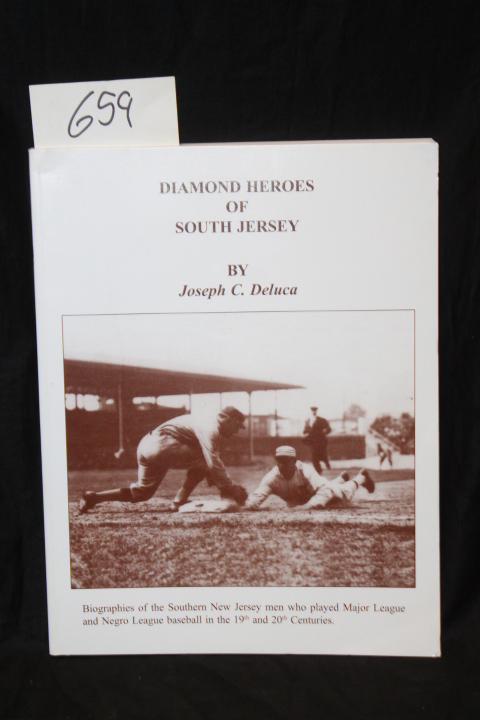 659
DIAMOND HEROES
OF
SOUTH JERSEY
BY
Joseph C. Deluca
Biographies of the Southern New Jersey men who played Major League
and Negro League baseball in the 19th and 20th Centuries.